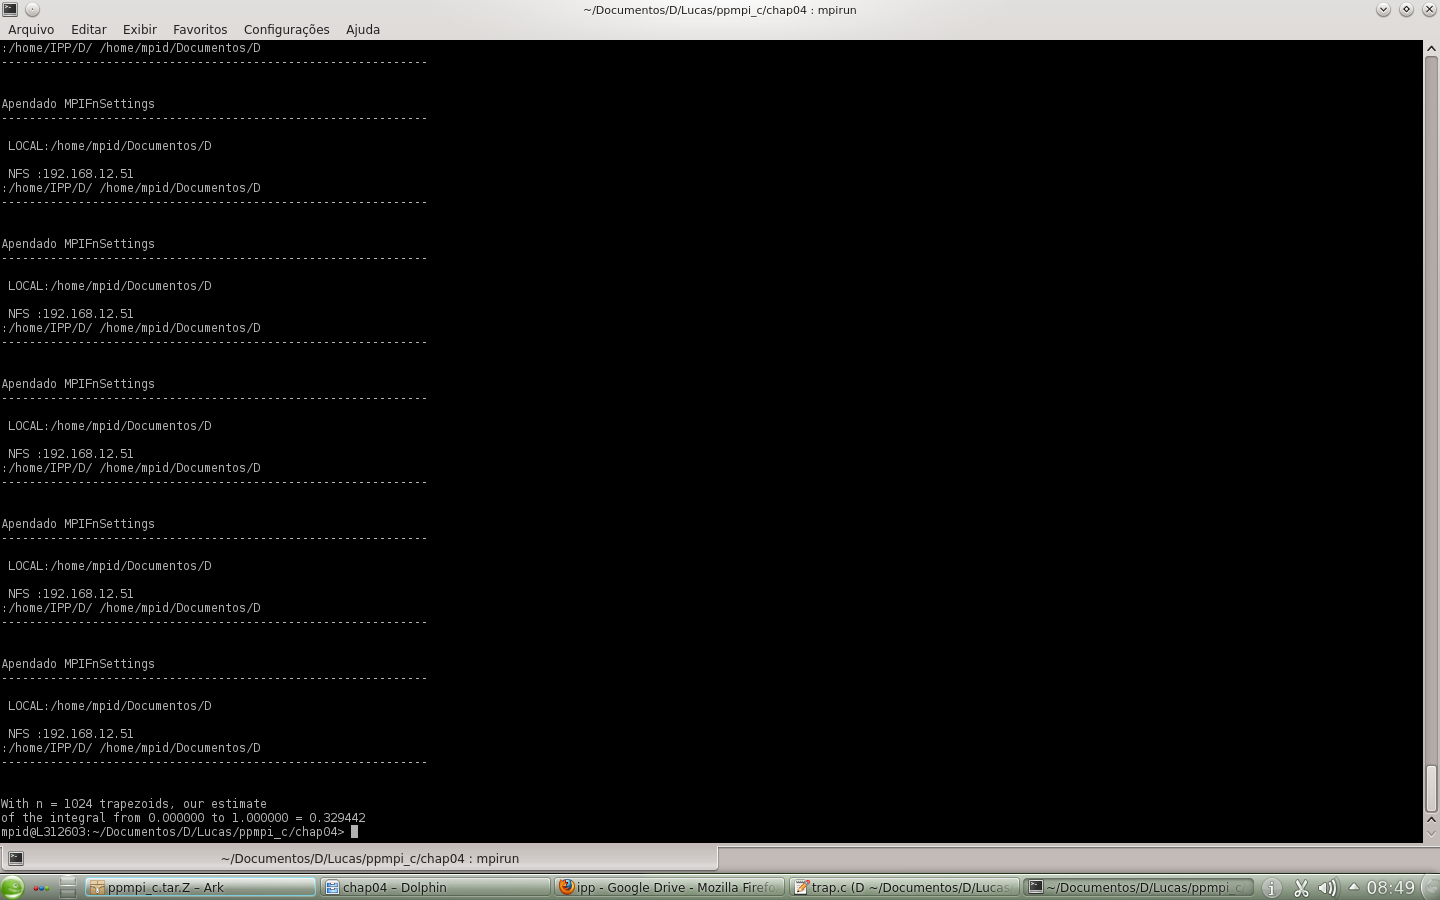 ~/Documentos/D/Lucas/ppmpi_c/chap04 : mpirun
Arquivo Editar Exibir Favoritos Configurações Ajuda
:/home/IPP/D/ /home/mpid/Documentos/D
-------------------------------------------------------------
Apendado MPIFnSettings
-------------------------------------------------------------
LOCAL:/home/mpid/Documentos/D
NFS :192.168.12.51
:/home/IPP/D/ /home/mpid/Documentos/D
-------------------------------------------------------------
Apendado MPIFnSettings
-------------------------------------------------------------
LOCAL:/home/mpid/Documentos/D
NFS :192.168.12.51
:/home/IPP/D/ /home/mpid/Documentos/D
-------------------------------------------------------------
Apendado MPIFnSettings
-------------------------------------------------------------
LOCAL:/home/mpid/Documentos/D
NFS :192.168.12.51
:/home/IPP/D/ /home/mpid/Documentos/D
-------------------------------------------------------------
Apendado MPIFnSettings
-------------------------------------------------------------
LOCAL:/home/mpid/Documentos/D
NFS :192.168.12.51
:/home/IPP/D/ /home/mpid/Documentos/D
-------------------------------------------------------------
Apendado MPIFnSettings
-------------------------------------------------------------
LOCAL:/home/mpid/Documentos/D
NFS :192.168.12.51
:/home/IPP/D/ /home/mpid/Documentos/D
-------------------------------------------------------------
With n = 1024 trapezoids, our estimate
of the integral from 0.000000 to 1.000000 = 0.329442
mpid@L312603:~/Documentos/D/Lucas/ppmpi_c/chap04>
~/Documentos/D/Lucas/ppmpi_c/chap04 : mpirun
ppmpi_c.tar.Z – Ark chap04 – Dolphin ipp - Google Drive - Mozilla Firefo trap.c (D ~/Documentos/D/Lucas/ ~/Documentos/D/Lucas/ppmpi_c/ 08:49